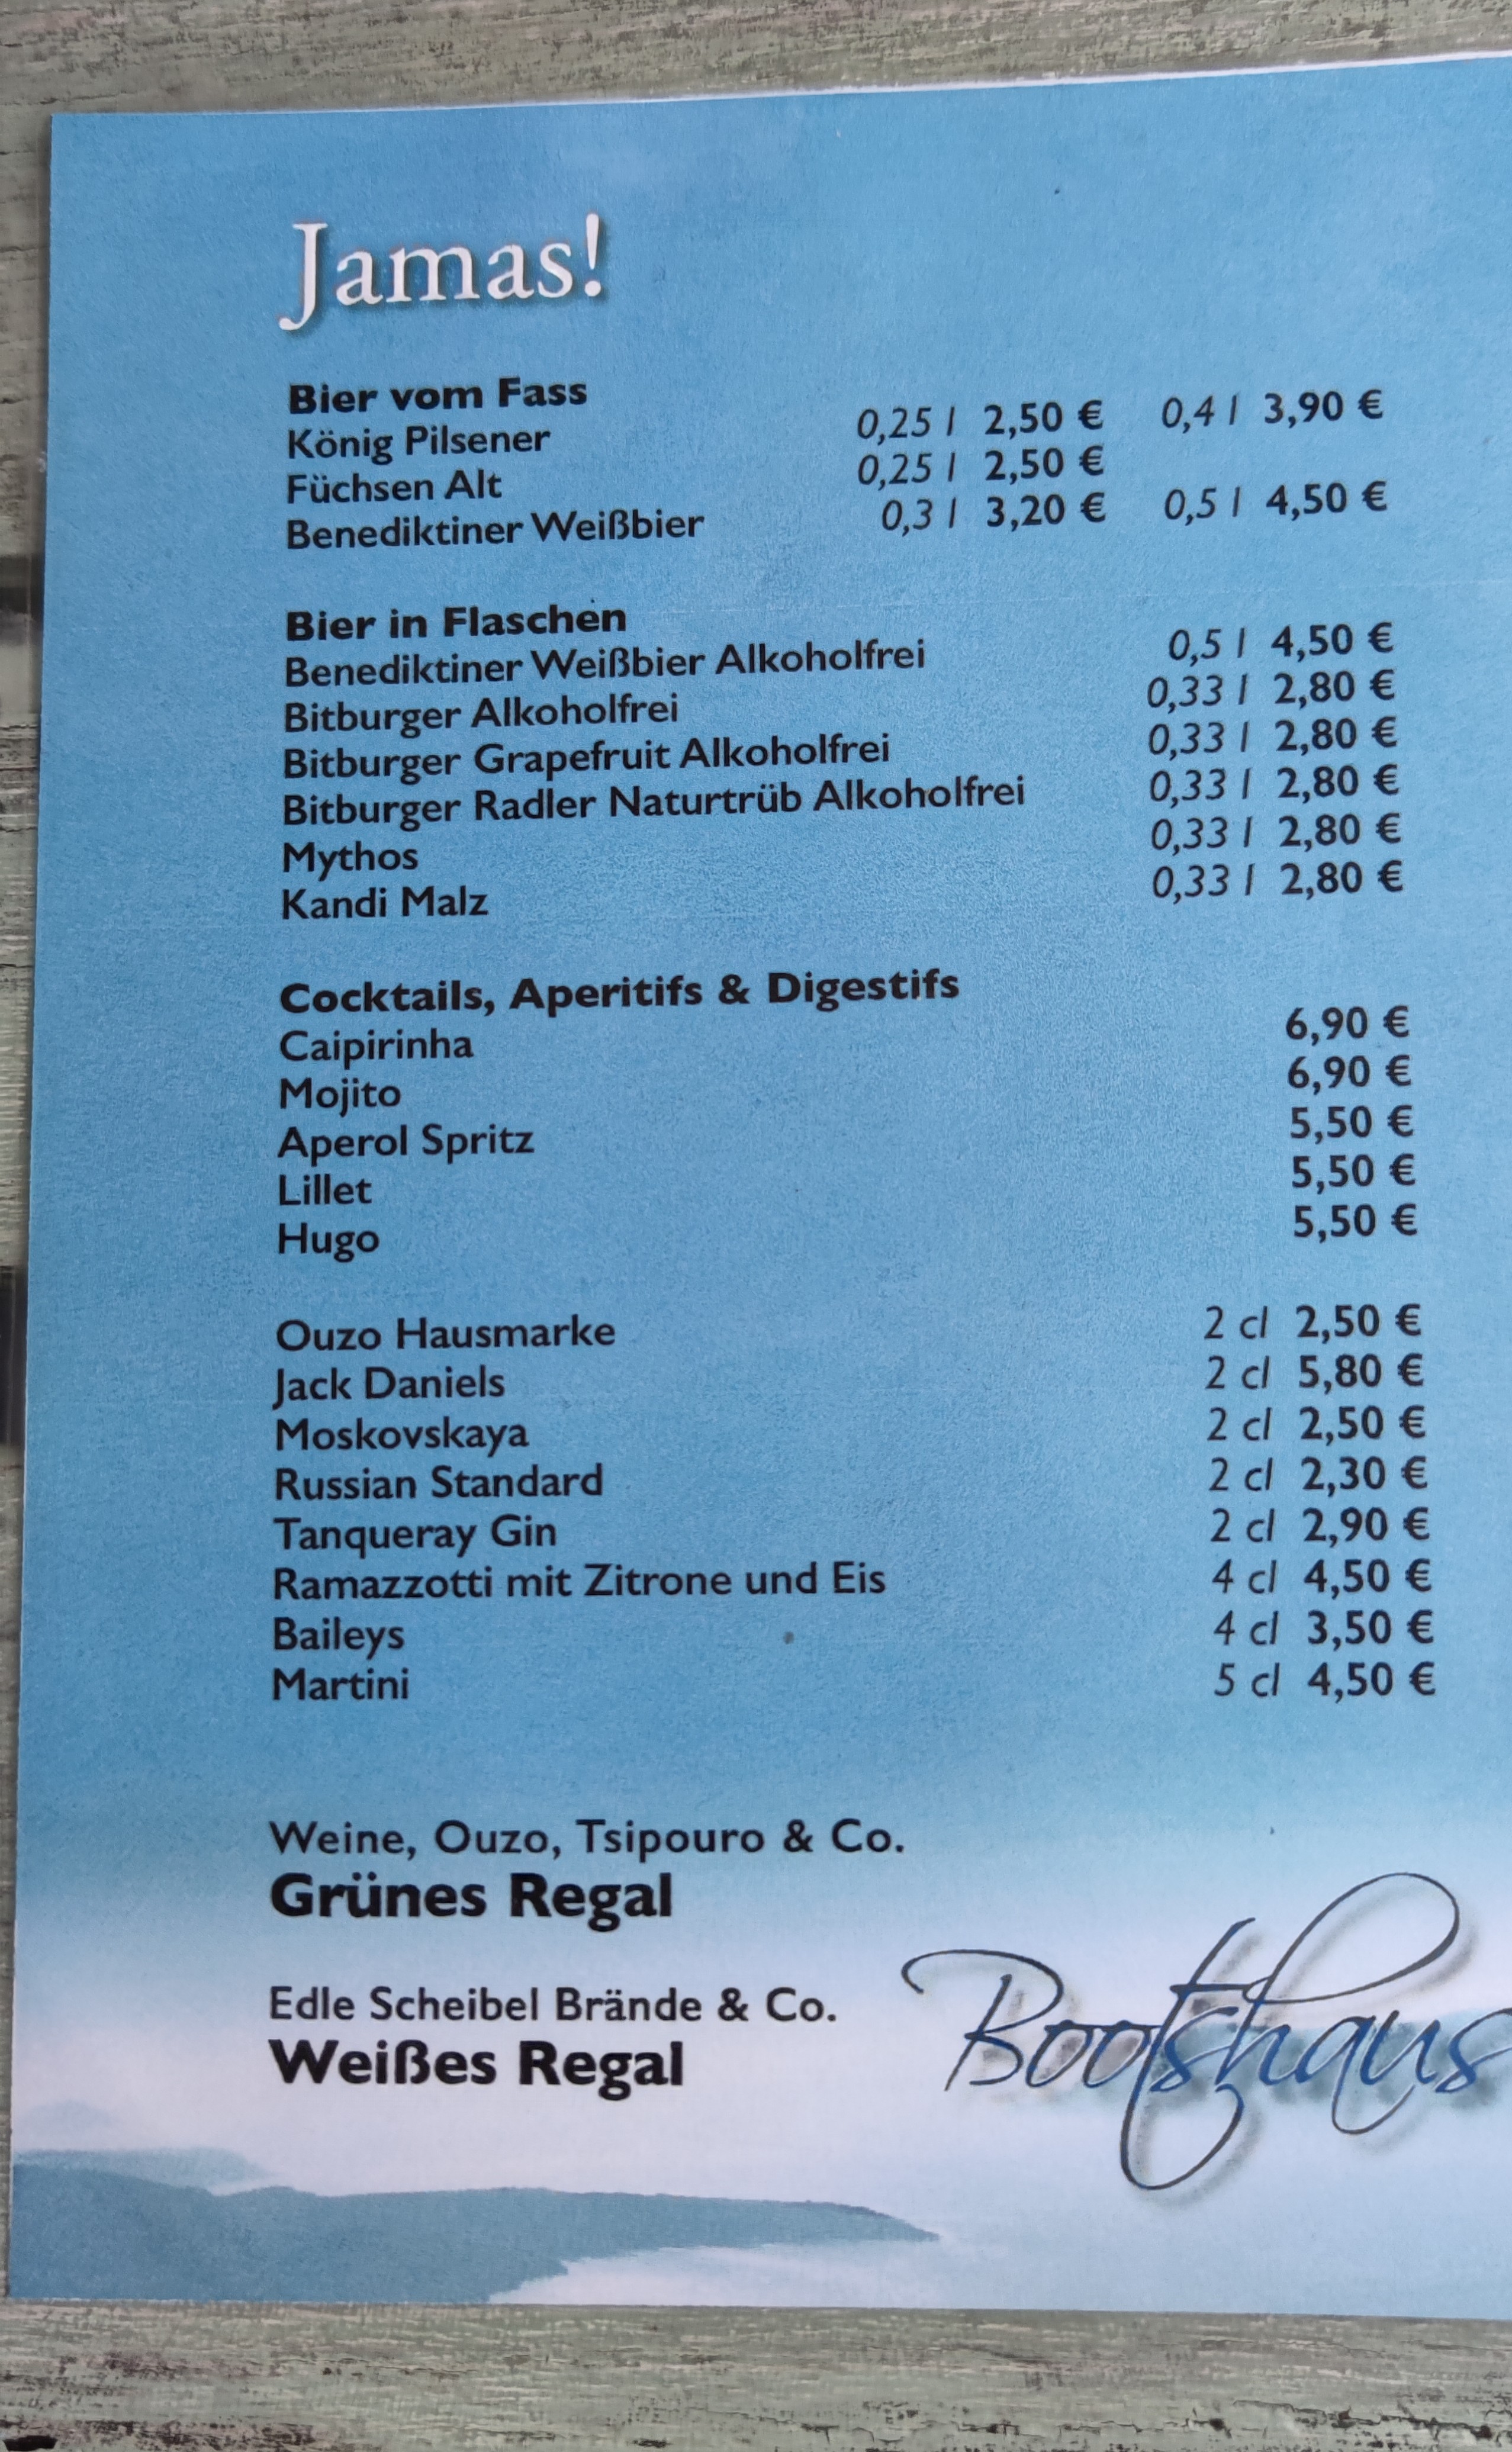 Jamas!
Bier vom Fass
König Pilsener 0,25 l 2,50 € 0,4 l 3,90 €
Füchsen Alt 0,25 l 2,50 €
Benediktiner Weißbier 0,3 l 3,20 € 0,5 l 4,50 €
Bier in Flaschen
Benediktiner Weißbier Alkoholfrei 0,5 l 4,50 €
Bitburger Alkoholfrei 0,33 l 2,80 €
Bitburger Grapefruit Alkoholfrei 0,33 l 2,80 €
Bitburger Radler Naturtrüb Alkoholfrei 0,33 l 2,80 €
Mythos 0,33 l 2,80 €
Kandi Malz 0,33 l 2,80 €
Cocktails, Aperitifs & Digestifs
Caipirinha 6,90 €
Mojito 6,90 €
Aperol Spritz 5,50 €
Lillet 5,50 €
Hugo 5,50 €
Ouzo Hausmarke 2 cl 2,50 €
Jack Daniels 2 cl 5,80 €
Moskovskaya 2 cl 2,50 €
Russian Standard 2 cl 2,30 €
Tanqueray Gin 2 cl 2,90 €
Ramazzotti mit Zitrone und Eis 4 cl 4,50 €
Baileys 4 cl 3,50 €
Martini 5 cl 4,50 €
Weine, Ouzo, Tsipouro & Co.
Grünes Regal
Edle Scheibel Brände & Co.
Weißes Regal
Bootshaus